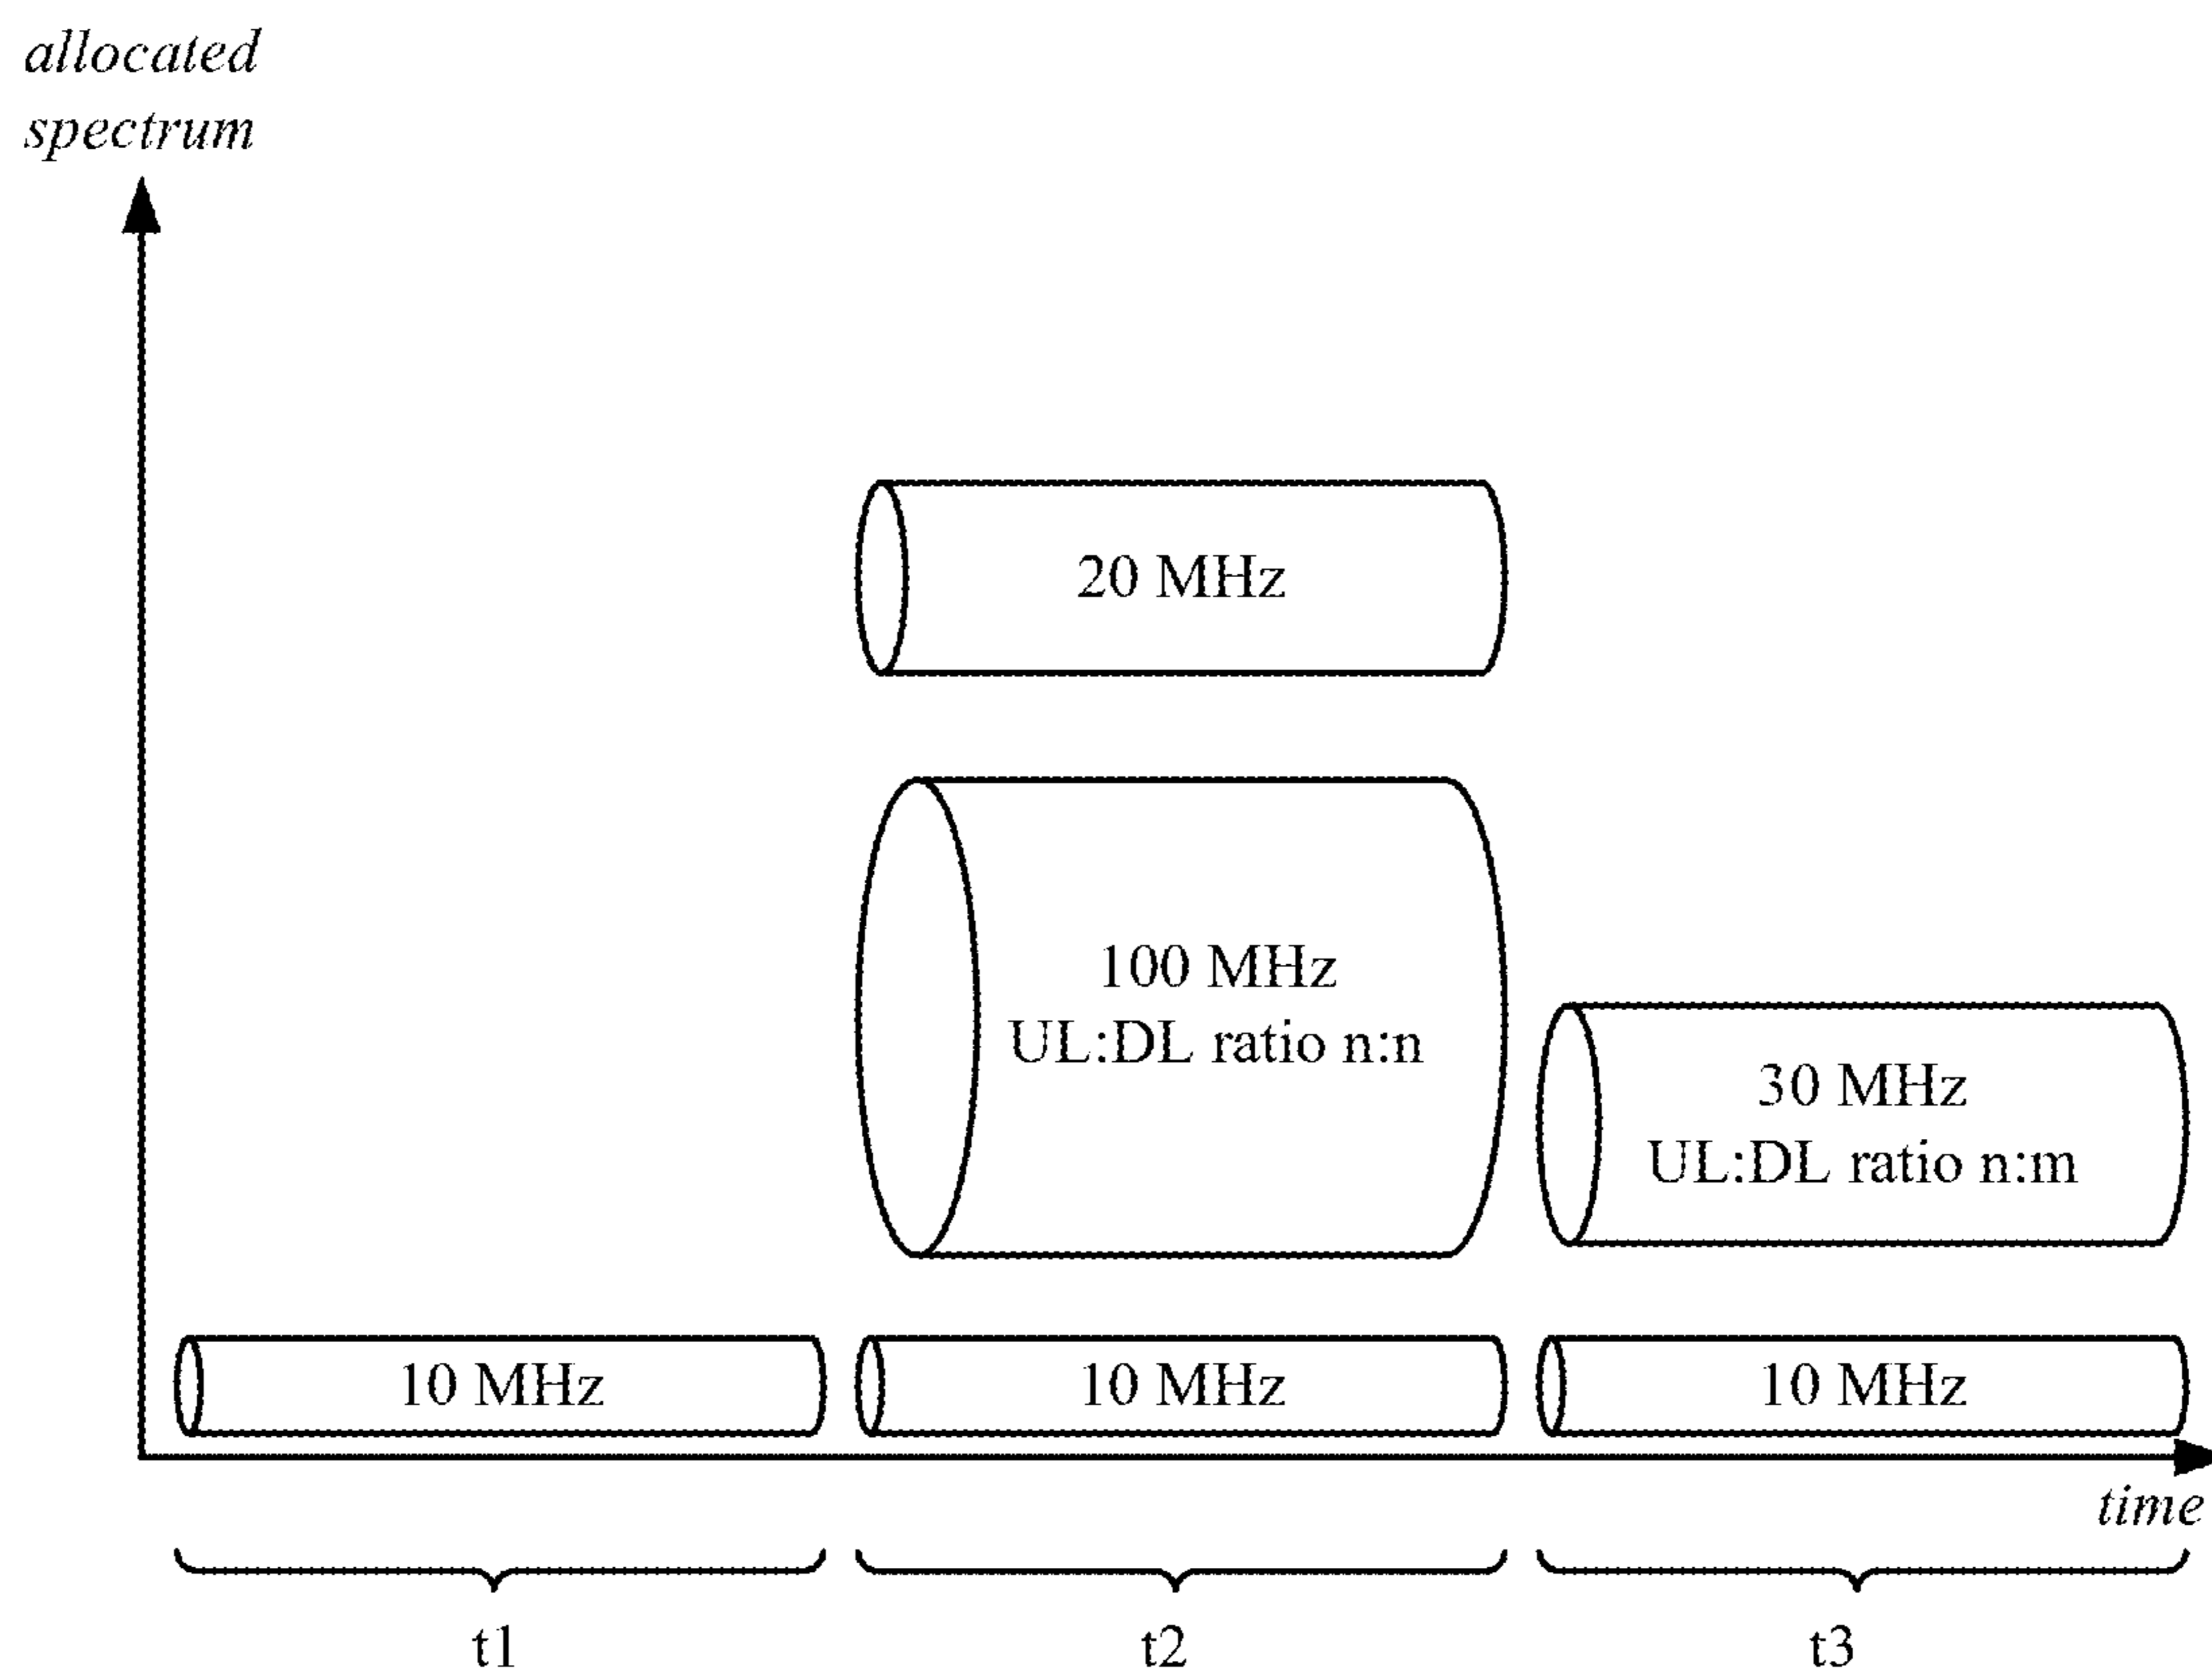 allocated
spectrum
20 MHz
100 MHz
UL:DL ratio n:n
30 MHz
UL:DL ratio n:m
10 MHz
10 MHz
10 MHz
time
t1
t2
t3